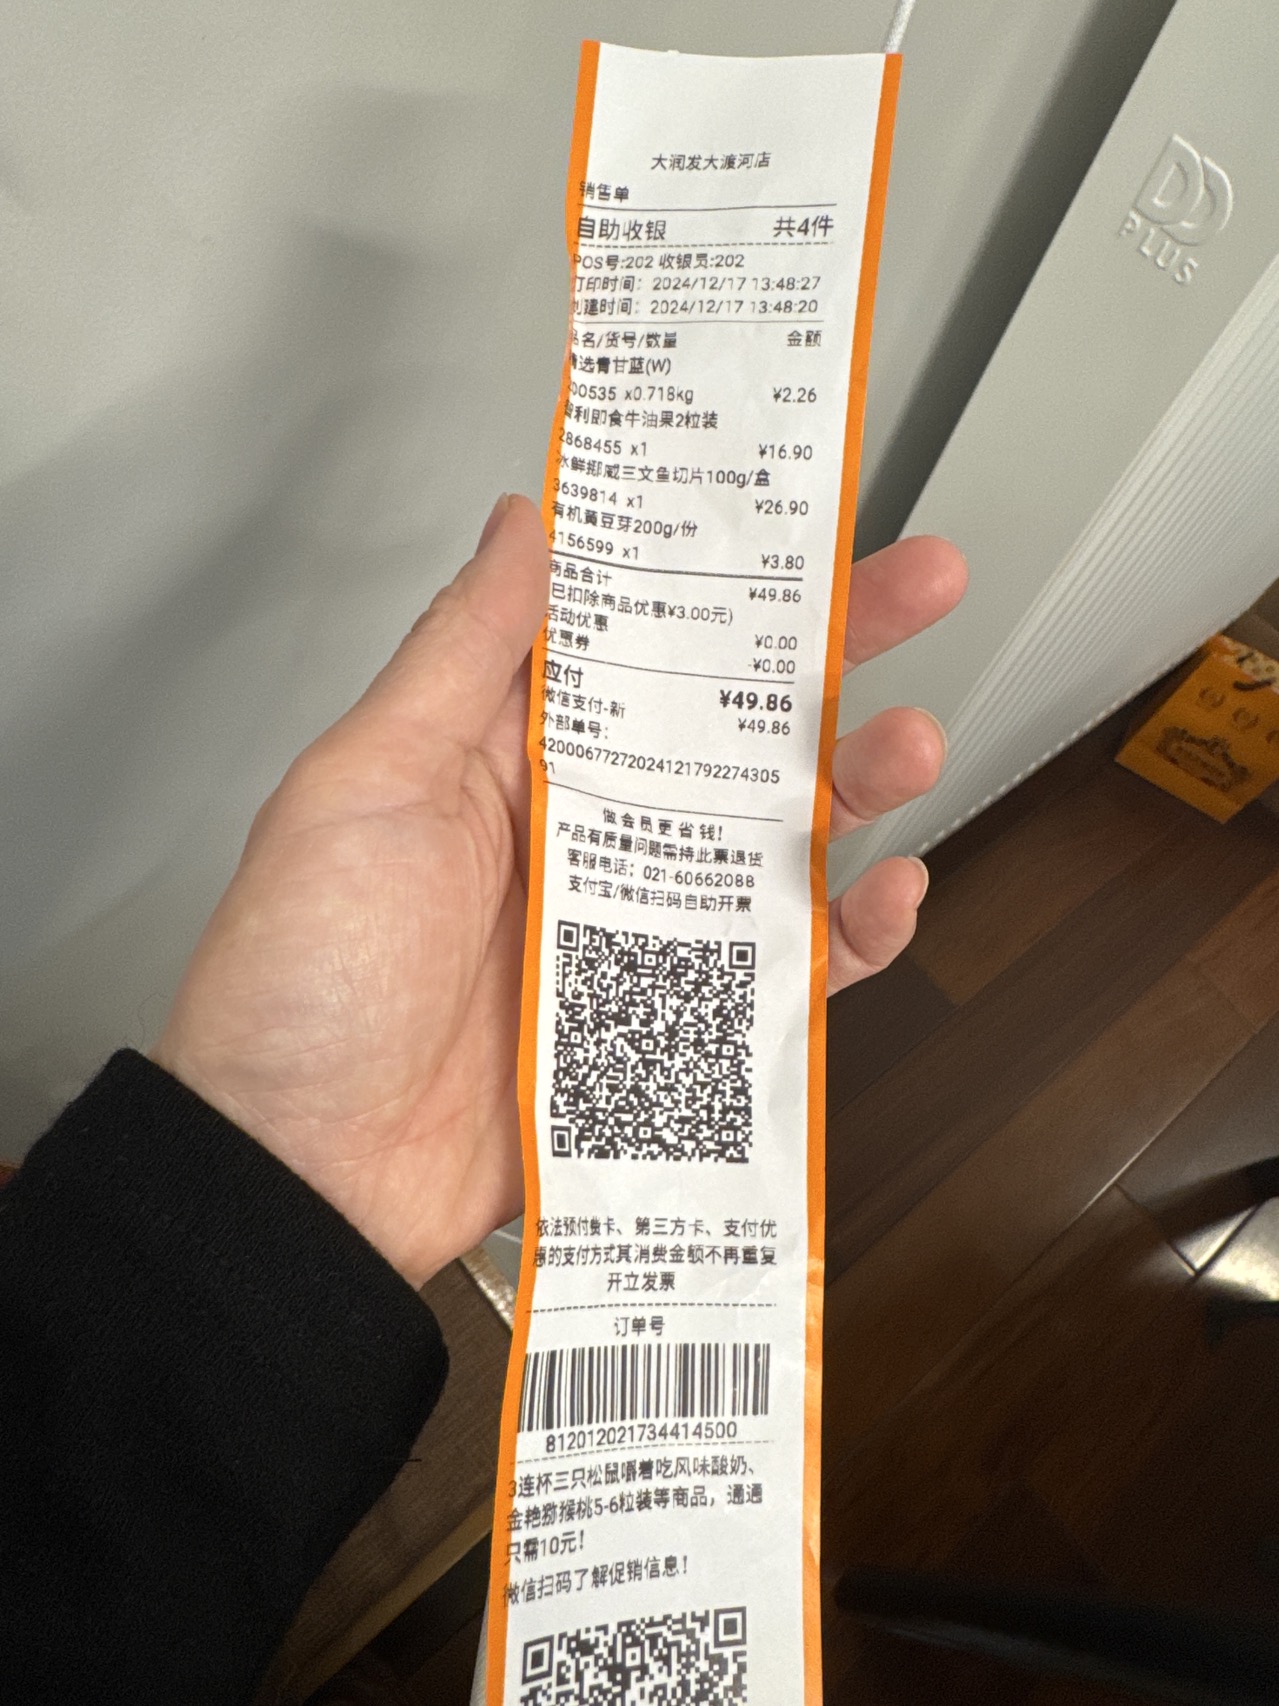 大润发大渡河店
销售单
自助收银 共4件
POS号:202 收银员:202
打印时间: 2024/12/17 13:48:27
创建时间: 2024/12/17 13:48:20
品名/货号/数量 金额
精选青甘蓝(W)
00535 x0.718kg ¥2.26
智利即食牛油果2粒装
2868455 x1 ¥16.90
冰鲜挪威三文鱼切片100g/盒
3639814 x1 ¥26.90
有机黄豆芽200g/份
4156599 x1 ¥3.80
商品合计 ¥49.86
已扣除商品优惠¥3.00元)
活动优惠 ¥0.00
优惠券 -¥0.00
应付 ¥49.86
微信支付-新 ¥49.86
外部单号:
42000677272024121792274305
91
做会员更省钱!
产品有质量问题需持此票退货
客服电话: 021-60662088
支付宝/微信扫码自助开票
依法预付费卡、第三方卡、支付优
惠的支付方式其消费金额不再重复
开立发票
订单号
812012021734414500
3连杯三只松鼠嚼着吃风味酸奶、
金艳猕猴桃5-6粒装等商品，通通
只需10元!
微信扫码了解促销信息!
DD
PLUS